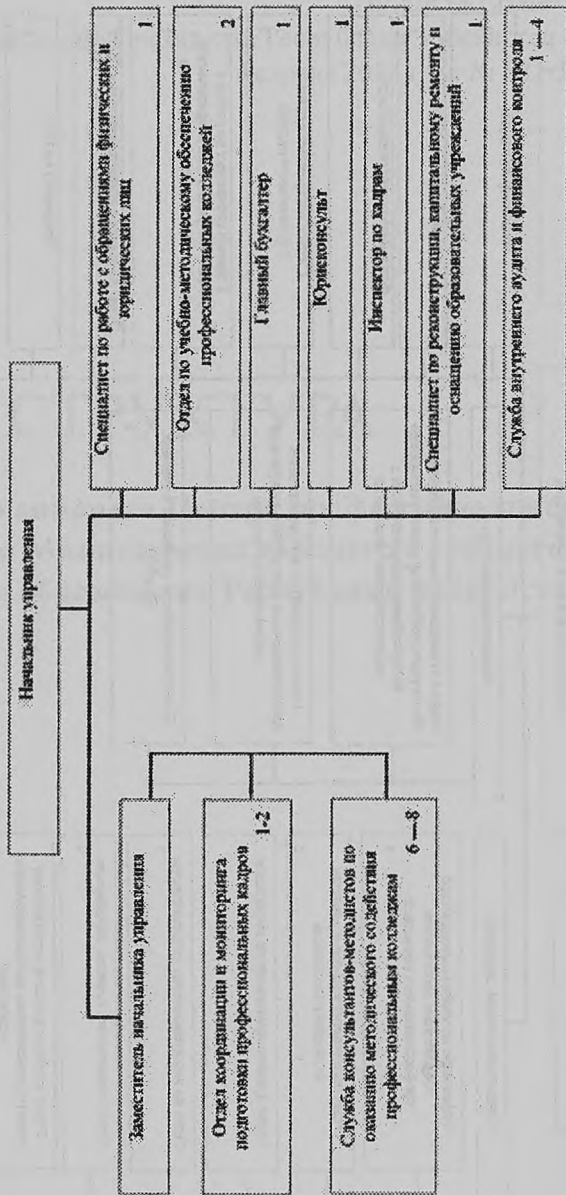 Начальник управления
Заместитель начальника управления
Отдел координации и мониторинга
подготовки профессиональных кадров
1-2
Служба консультантов-методистов по
оказанию методического содействия
профессиональным колледжам
6 —8
Специалист по работе с обращениями физических и
юридических лиц
1
Отдел по учебно-методическому обеспечению
профессиональных колледжей
2
Главный бухгалтер
1
Юрисконсульт
1
Инспектор по кадрам
1
Специалист по реконструкции, капитальному ремонту и
оснащению образовательных учреждений
1
Служба внутреннего аудита и финансового контроля
1 —4